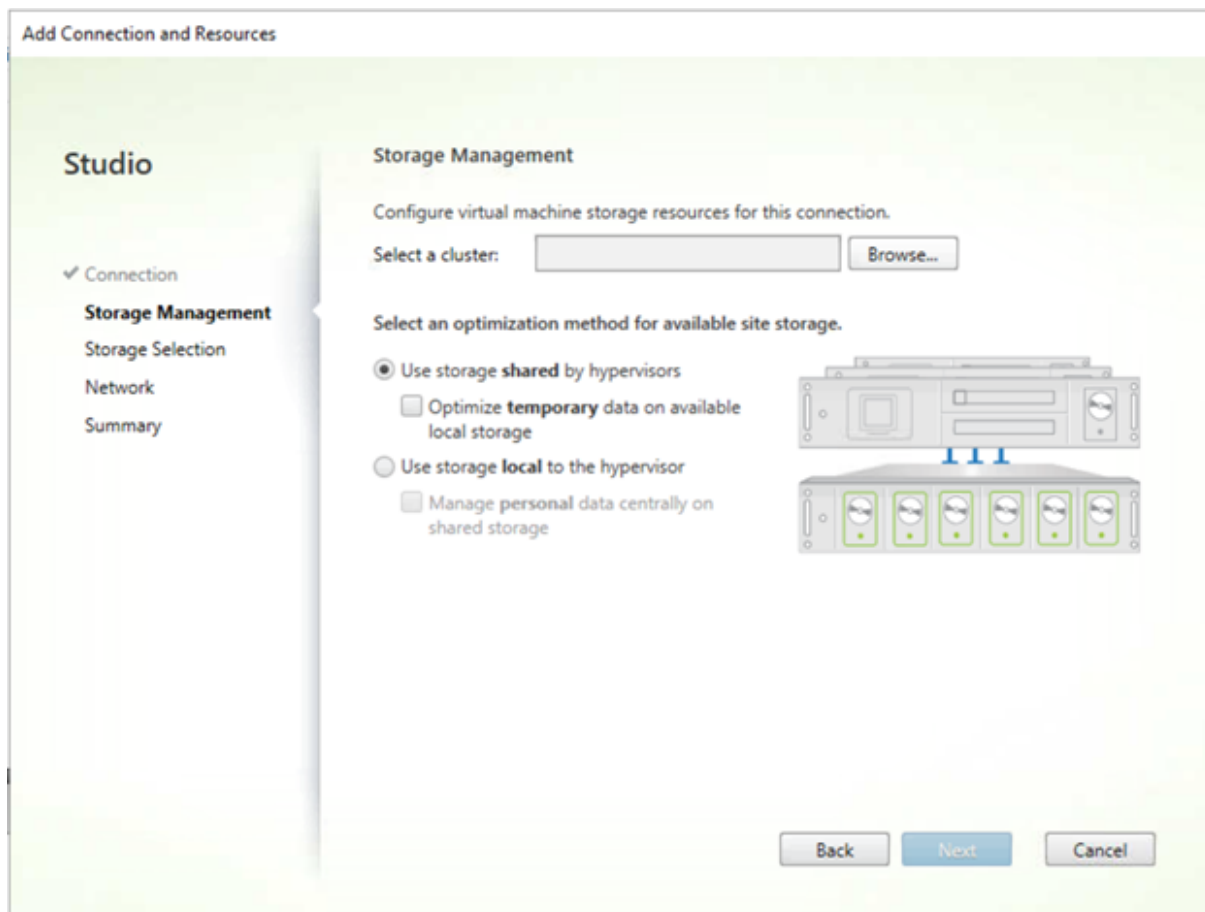 Add Connection and Resources
Studio
Connection
Storage Management
Storage Selection
Network
Summary
Storage Management
Configure virtual machine storage resources for this connection.
Select a cluster:
Browse...
Select an optimization method for available site storage.
Use storage shared by hypervisors
Optimize temporary data on available
local storage
Use storage local to the hypervisor
Manage personal data centrally on
shared storage
Back
Next
Cancel